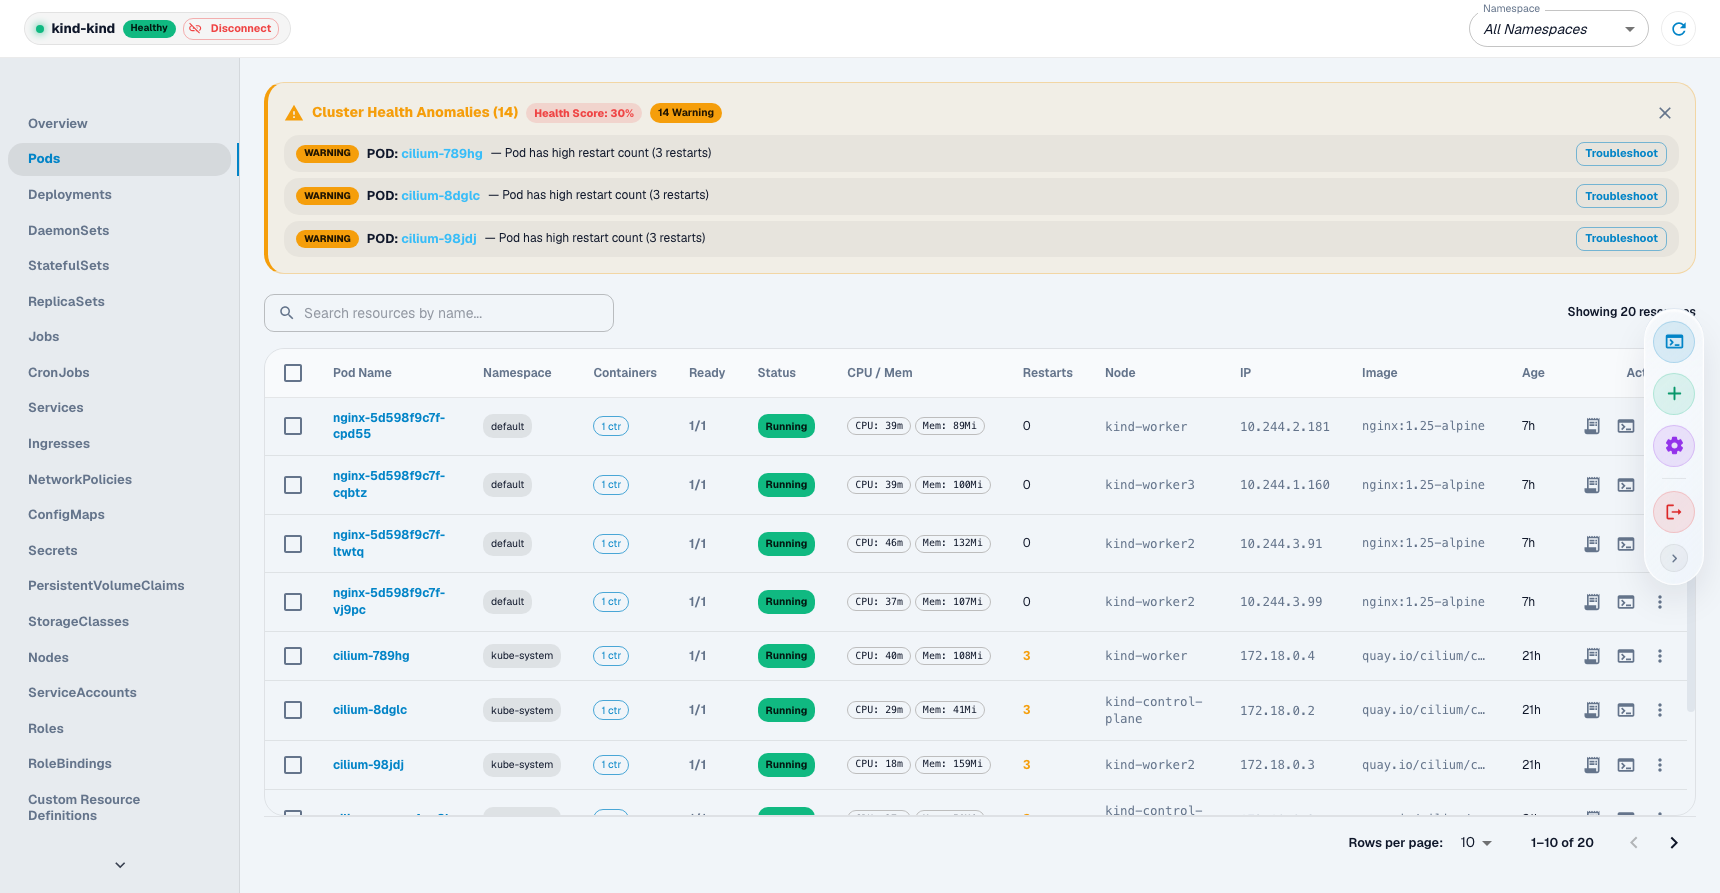 kind-kind Healthy Disconnect
Namespace
All Namespaces
Overview
Pods
Deployments
DaemonSets
StatefulSets
ReplicaSets
Jobs
CronJobs
Services
Ingresses
NetworkPolicies
ConfigMaps
Secrets
PersistentVolumeClaims
StorageClasses
Nodes
ServiceAccounts
Roles
RoleBindings
Custom Resource
Definitions
Cluster Health Anomalies (14) Health Score: 30% 14 Warning
WARNING POD: cilium-789hg — Pod has high restart count (3 restarts) Troubleshoot
WARNING POD: cilium-8dglc — Pod has high restart count (3 restarts) Troubleshoot
WARNING POD: cilium-98jdj — Pod has high restart count (3 restarts) Troubleshoot
Search resources by name...
Showing 20
Pod Name Namespace Containers Ready Status CPU / Mem Restarts Node IP Image Age
nginx-5d598f9c7f-
cpd55 default 1 ctr 1/1 Running CPU: 39m Mem: 89Mi 0 kind-worker 10.244.2.181 nginx:1.25-alpine 7h
nginx-5d598f9c7f-
cqbtz default 1 ctr 1/1 Running CPU: 39m Mem: 100Mi 0 kind-worker3 10.244.1.160 nginx:1.25-alpine 7h
nginx-5d598f9c7f-
ltwtq default 1 ctr 1/1 Running CPU: 46m Mem: 132Mi 0 kind-worker2 10.244.3.91 nginx:1.25-alpine 7h
nginx-5d598f9c7f-
vj9pc default 1 ctr 1/1 Running CPU: 37m Mem: 107Mi 0 kind-worker2 10.244.3.99 nginx:1.25-alpine 7h
cilium-789hg kube-system 1 ctr 1/1 Running CPU: 40m Mem: 108Mi 3 kind-worker 172.18.0.4 quay.io/cilium/c... 21h
cilium-8dglc kube-system 1 ctr 1/1 Running CPU: 29m Mem: 41Mi 3 kind-control-
plane 172.18.0.2 quay.io/cilium/c... 21h
cilium-98jdj kube-system 1 ctr 1/1 Running CPU: 18m Mem: 159Mi 3 kind-worker2 172.18.0.3 quay.io/cilium/c... 21h
kind-control-
Rows per page: 10 1–10 of 20